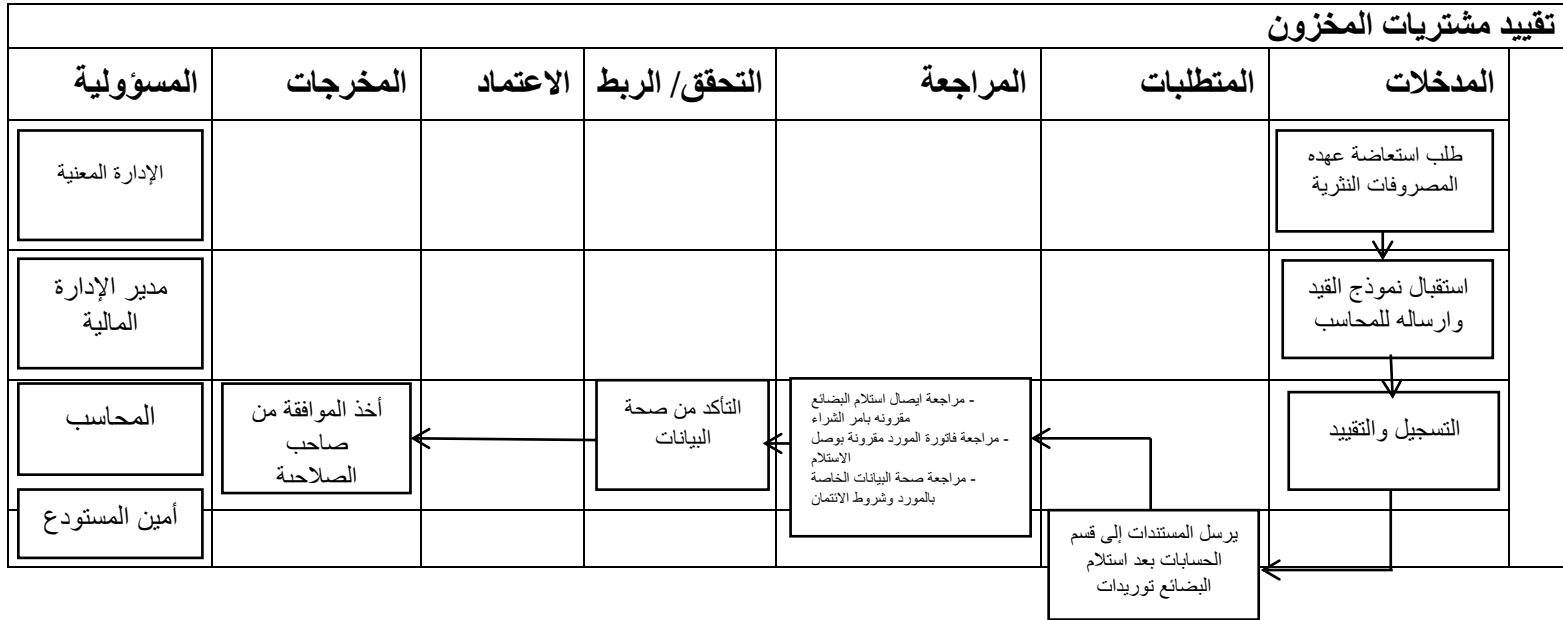 تقييد مشتريات المخزون
المدخلات
المتطلبات
المراجعة
التحقق/ الربط
الاعتماد
المخرجات
المسؤولية
طلب استعاضة عهده
المصروفات النثرية
الإدارة المعنية
استقبال نموذج القيد
وارساله للمحاسب
مدير الإدارة
المالية
التسجيل والتقييد
- مراجعة ايصال استلام البضائع
مقرونه بامر الشراء
- مراجعة فاتورة المورد مقرونة بوصل
الاستلام
- مراجعة صحة البيانات الخاصة
بالمورد وشروط الائتمان
التأكد من صحة
البيانات
أخذ الموافقة من
صاحب
الصلاحية
المحاسب
يرسل المستندات إلى قسم
الحسابات بعد استلام
البضائع توريدات
أمين المستودع